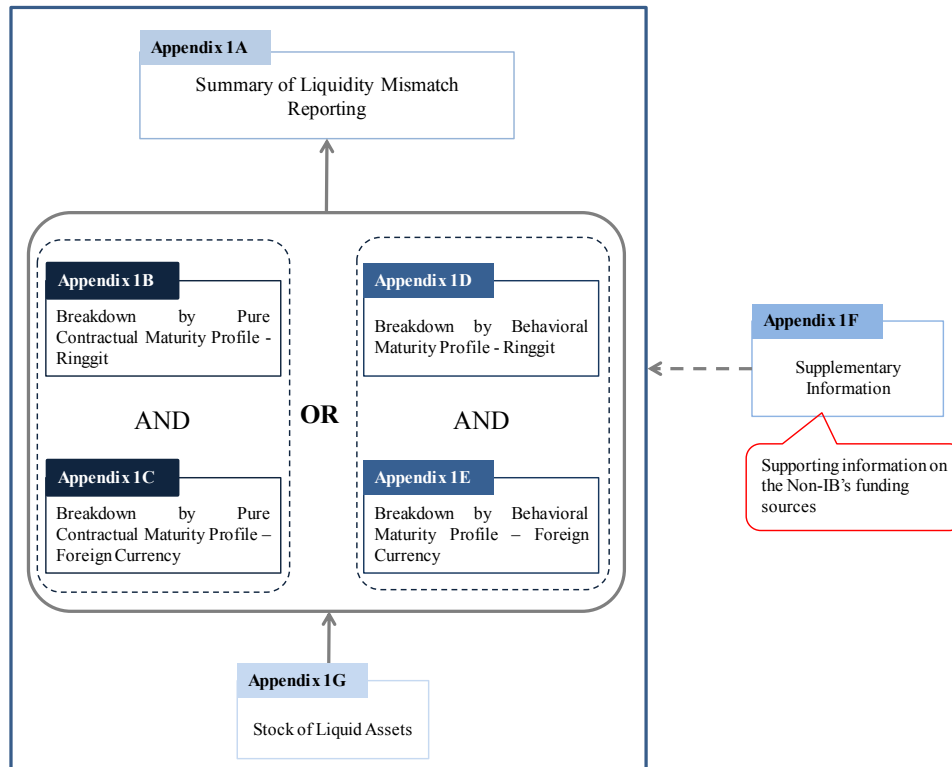 Appendix 1A
Summary of Liquidity Mismatch
Reporting
Appendix 1B
Breakdown by Pure
Contractual Maturity Profile -
Ringgit
AND
Appendix 1C
Breakdown by Pure
Contractual Maturity Profile –
Foreign Currency
OR
Appendix 1D
Breakdown by Behavioral
Maturity Profile - Ringgit
AND
Appendix 1E
Breakdown by Behavioral
Maturity Profile – Foreign
Currency
Appendix 1F
Supplementary
Information
Supporting information on
the Non-IB's funding
sources
Appendix 1G
Stock of Liquid Assets